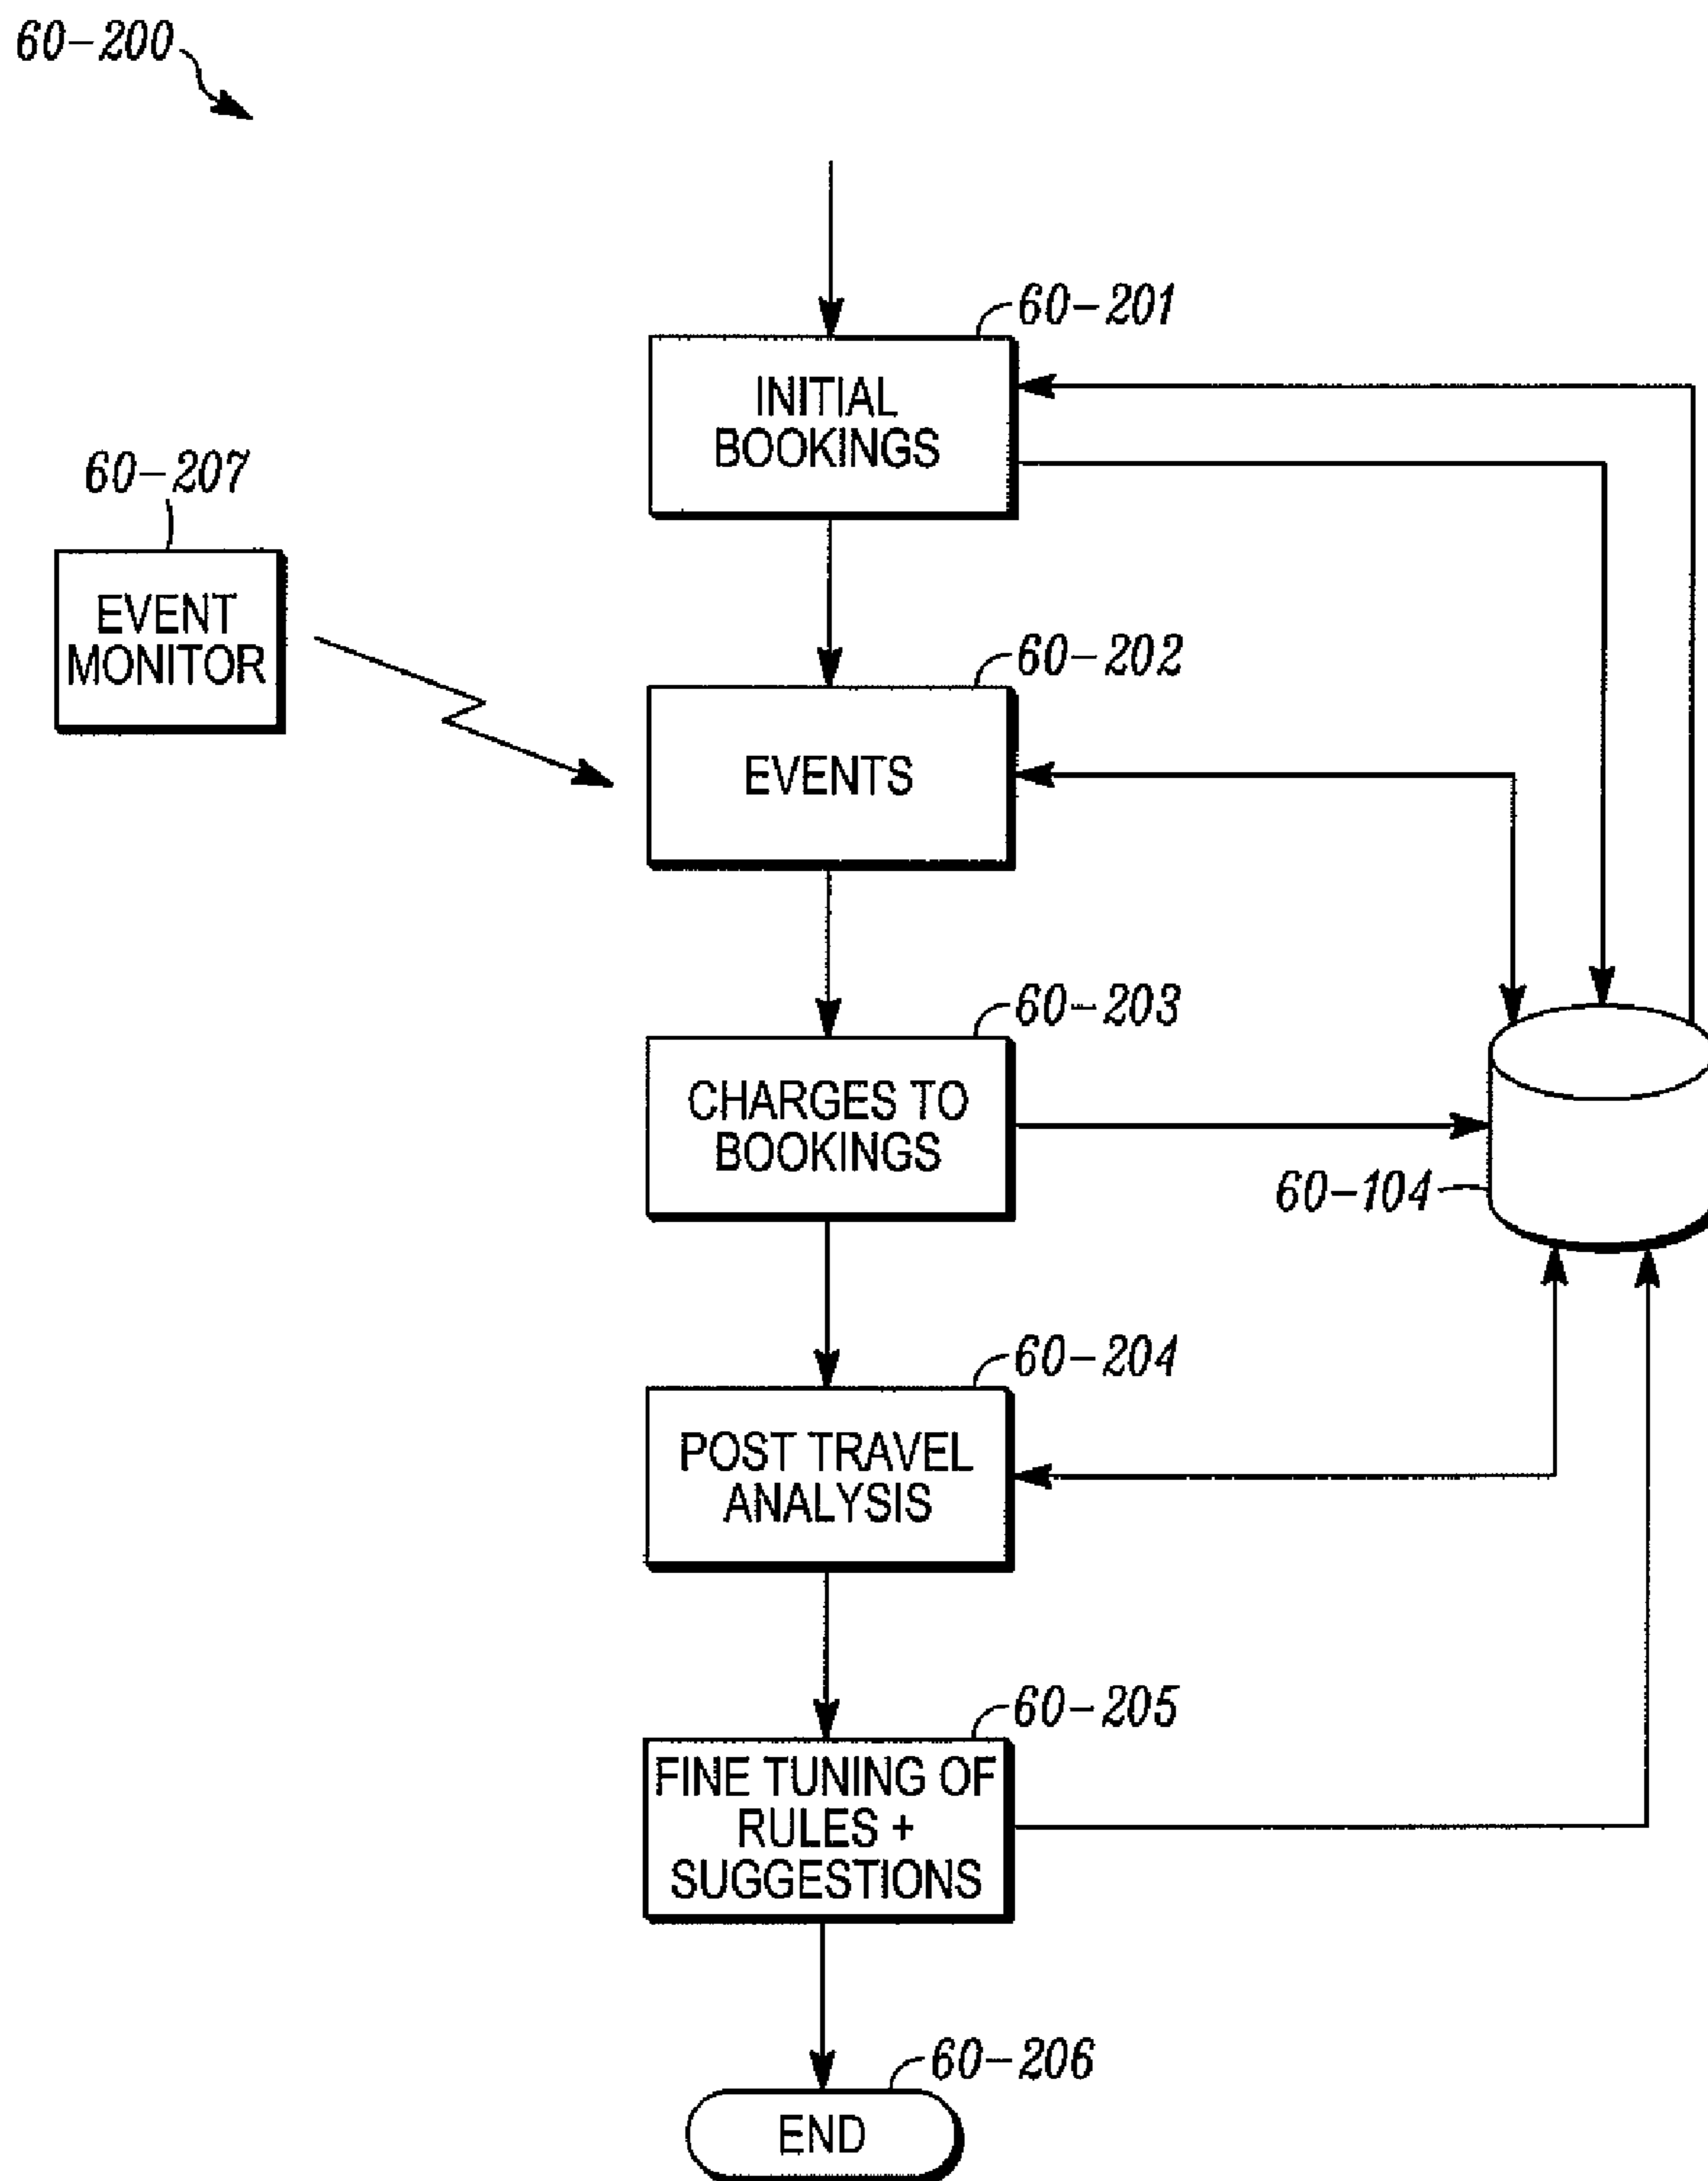 60-200
60-201
INITIAL
BOOKINGS
60-207
EVENT
MONITOR
60-202
EVENTS
60-203
CHARGES TO
BOOKINGS
60-104
60-204
POST TRAVEL
ANALYSIS
60-205
FINE TUNING OF
RULES +
SUGGESTIONS
60-206
END